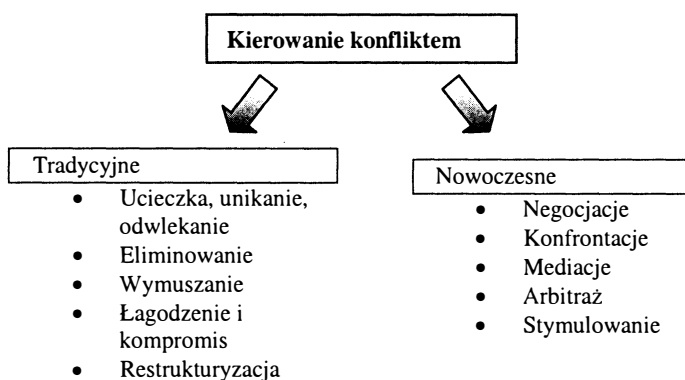 Kierowanie konfliktem
Tradycyjne
• Ucieczka, unikanie,
odwlekanie
• Eliminowanie
• Wymuszanie
• Łagodzenie i
kompromis
• Restrukturyzacja
Nowoczesne
• Negocjacje
• Konfrontacje
• Mediacje
• Arbitraż
• Stymulowanie